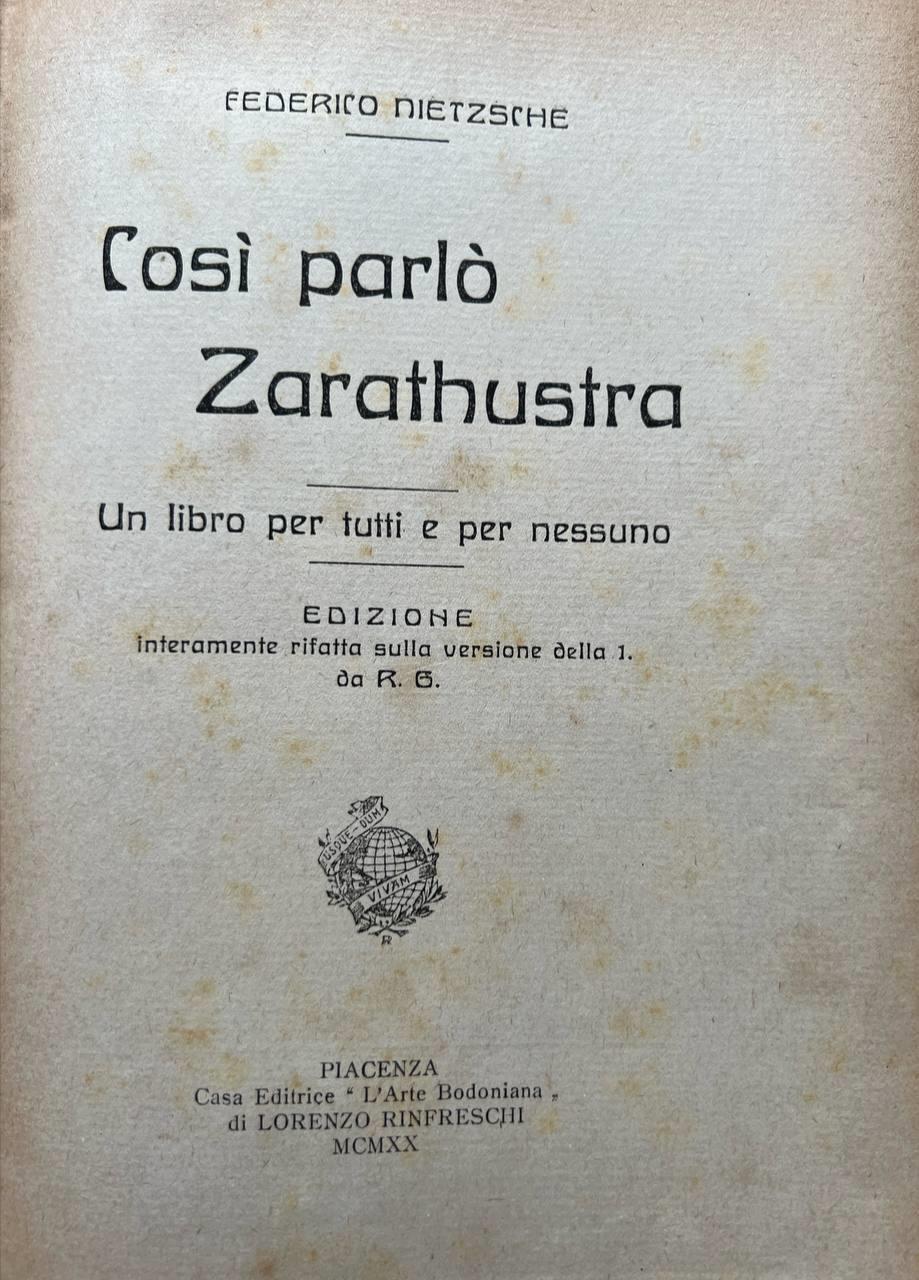 FEDERICO NIETZSCHE
Così parlò
Zarathustra
Un libro per tutti e per nessuno
EDIZIONE
interamente rifatta sulla versione della 1.
da R. G.
USQUE-DUM
VIVAM
R
PIACENZA
Casa Editrice “ L'Arte Bodoniana „
di LORENZO RINFRESCHI
MCMXX